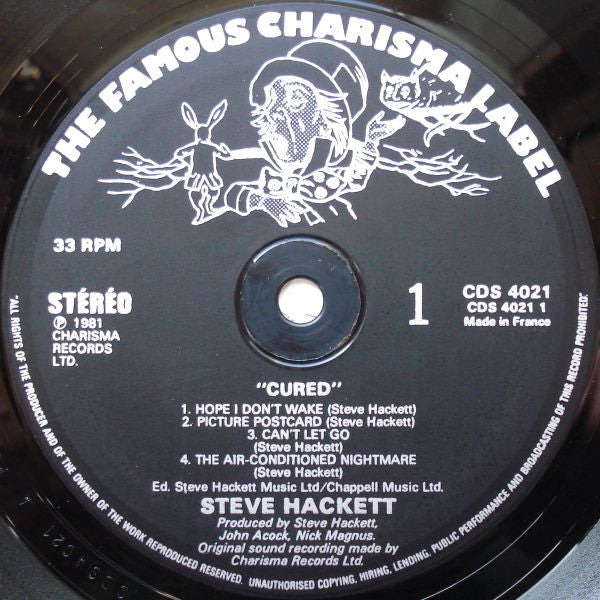 THE FAMOUS CHARISMA LABEL
33 RPM
STÉRÉO
Ⓟ 1981
CHARISMA
RECORDS
LTD.
1
CDS 4021
CDS 4021 1
Made in France
"CURED"
1. HOPE I DON'T WAKE (Steve Hackett)
2. PICTURE POSTCARD (Steve Hackett)
3. CAN'T LET GO
(Steve Hackett)
4. THE AIR-CONDITIONED NIGHTMARE
(Steve Hackett)
Ed. Steve Hackett Music Ltd/Chappell Music Ltd.
STEVE HACKETT
Produced by Steve Hackett,
John Acock, Nick Magnus.
Original sound recording made by
Charisma Records Ltd.
"ALL RIGHTS OF THE PRODUCER AND OF THE OWNER OF THE WORK REPRODUCED RESERVED. UNAUTHORISED COPYING, HIRING, LENDING, PUBLIC PERFORMANCE AND BROADCASTING OF THIS RECORD PROHIBITED."